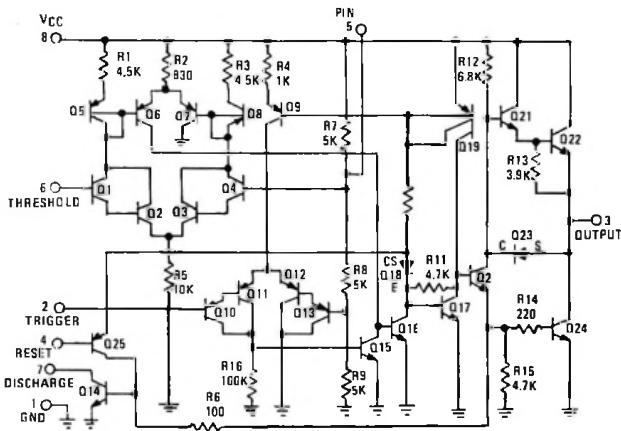 PIN
5
VCC
8
R1
4.5K
R2
830
R3
4.5K
R4
1K
R12
6.8K
Q5
Q6
Q7
Q8
Q9
R7
5K
Q19
Q21
Q22
R13
3.9K
6
THRESHOLD
Q1
Q2
Q3
Q4
3
OUTPUT
Q23
C S
R5
10K
Q11
Q12
R8
5K
CS
Q18
E
R11
4.7K
Q2
2
TRIGGER
Q10
Q13
Q17
R14
220
Q24
4
RESET
Q25
Q15
Q16
7
DISCHARGE
Q14
R16
100K
R9
5K
R15
4.7K
R6
100
1
GND